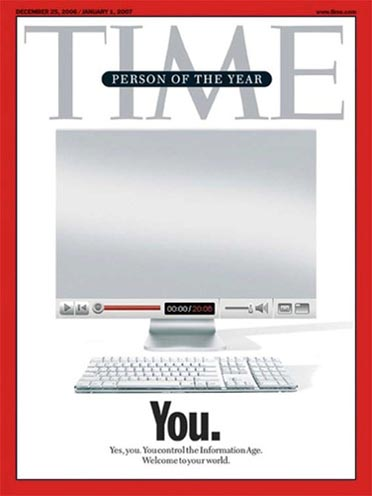 DECEMBER 25, 2006 / JANUARY 1, 2007
www.time.com
TIME
PERSON OF THE YEAR
00:00/20:06
You.
Yes, you. You control the Information Age.
Welcome to your world.